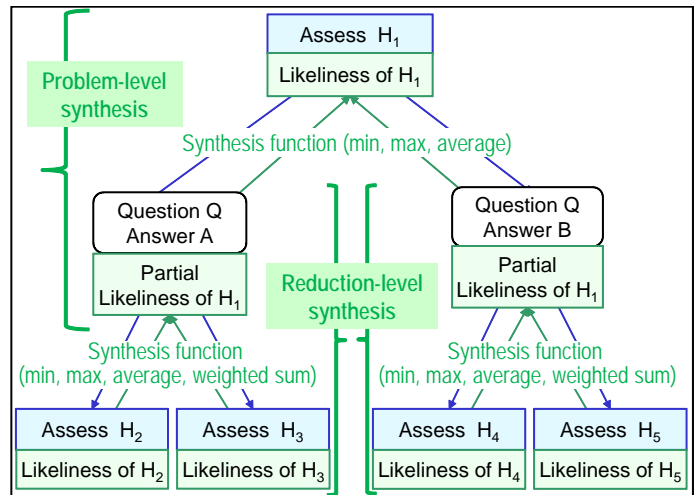 Assess H1
Likeliness of H1
Problem-level
synthesis
Synthesis function (min, max, average)
Question Q
Answer A
Partial
Likeliness of H1
Question Q
Answer B
Partial
Likeliness of H1
Reduction-level
synthesis
Synthesis function
(min, max, average, weighted sum)
Synthesis function
(min, max, average, weighted sum)
Assess H2
Likeliness of H2
Assess H3
Likeliness of H3
Assess H4
Likeliness of H4
Assess H5
Likeliness of H5